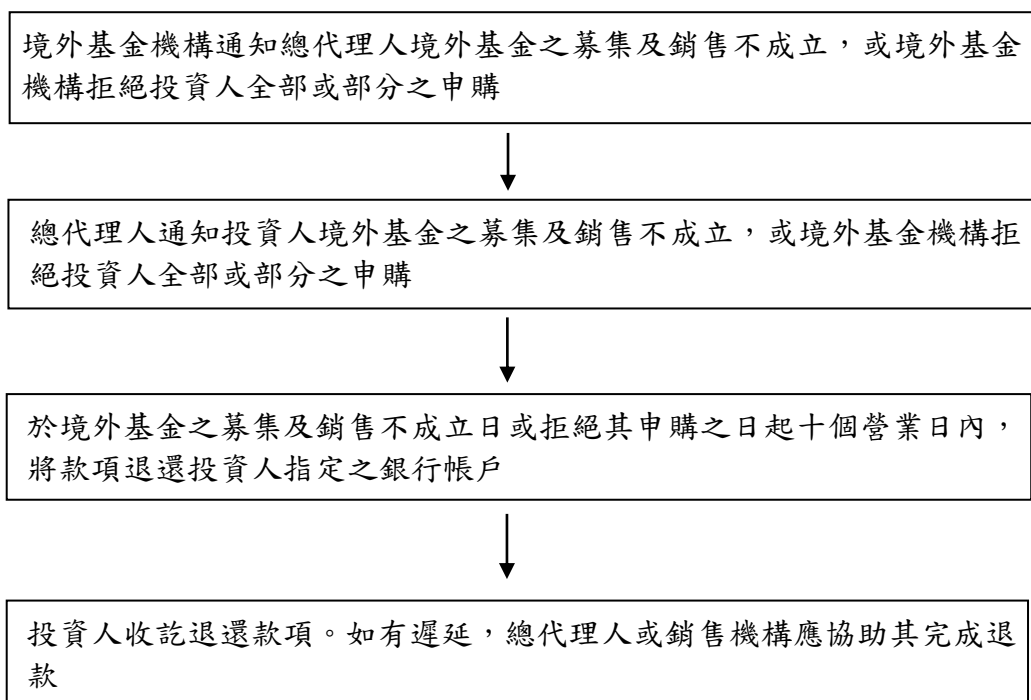 境外基金機構通知總代理人境外基金之募集及銷售不成立，或境外基金
機構拒絕投資人全部或部分之申購
總代理人通知投資人境外基金之募集及銷售不成立，或境外基金機構拒
絕投資人全部或部分之申購
於境外基金之募集及銷售不成立日或拒絕其申購之日起十個營業日內，
將款項退還投資人指定之銀行帳戶
投資人收訖退還款項。如有遲延，總代理人或銷售機構應協助其完成退
款